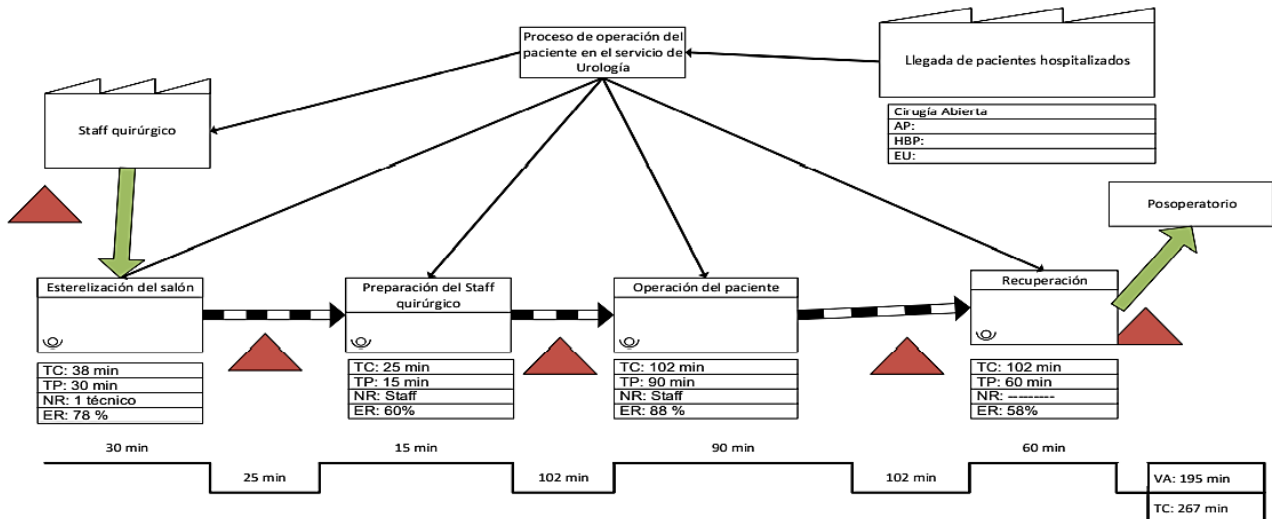 Proceso de operación del
paciente en el servicio de
Urología
Llegada de pacientes hospitalizados
Cirugía Abierta
AP:
HBP:
EU:
Staff quirúrgico
Posoperatorio
Esterelización del salón
TC: 38 min
TP: 30 min
NR: 1 técnico
ER: 78 %
Preparación del Staff
quirúrgico
TC: 25 min
TP: 15 min
NR: Staff
ER: 60%
Operación del paciente
TC: 102 min
TP: 90 min
NR: Staff
ER: 88 %
Recuperación
TC: 102 min
TP: 60 min
NR: ---------
ER: 58%
30 min
15 min
90 min
60 min
25 min
102 min
102 min
VA: 195 min
TC: 267 min